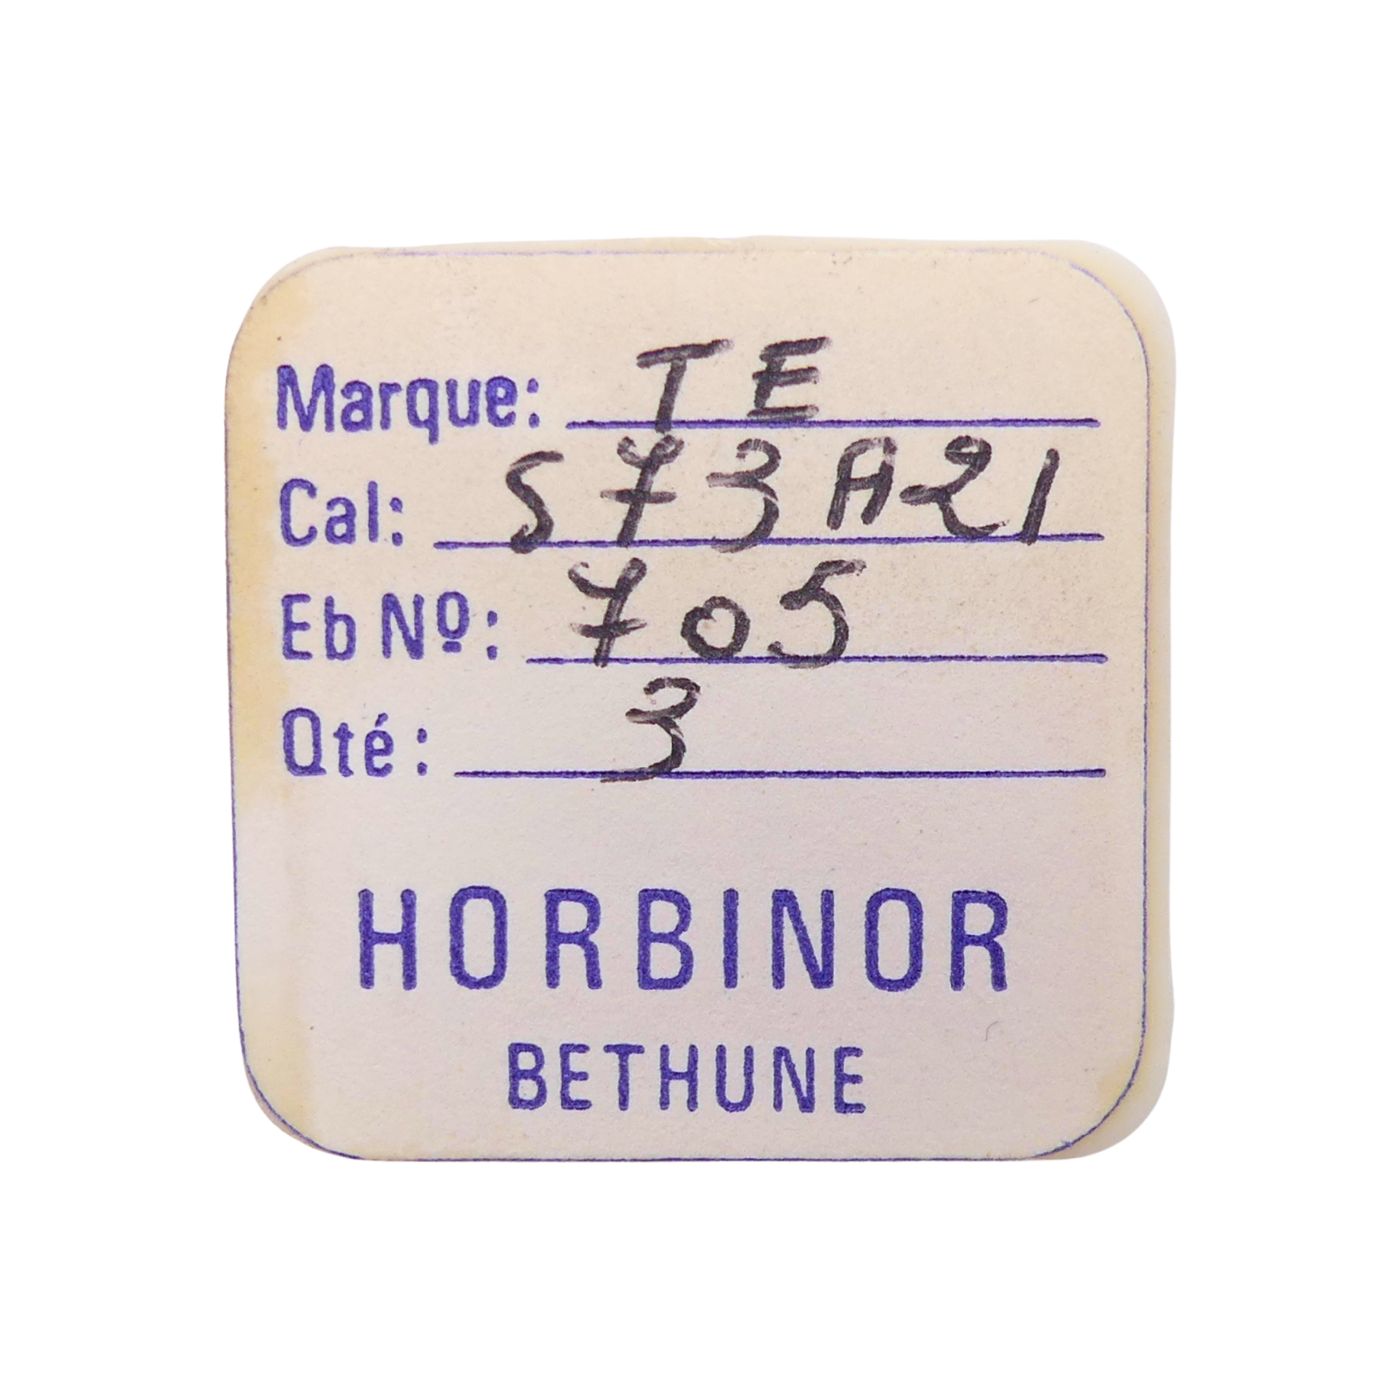 Marque: TE
Cal: 573A21
Eb Nº: 705
Qté: 3
HORBINOR
BETHUNE